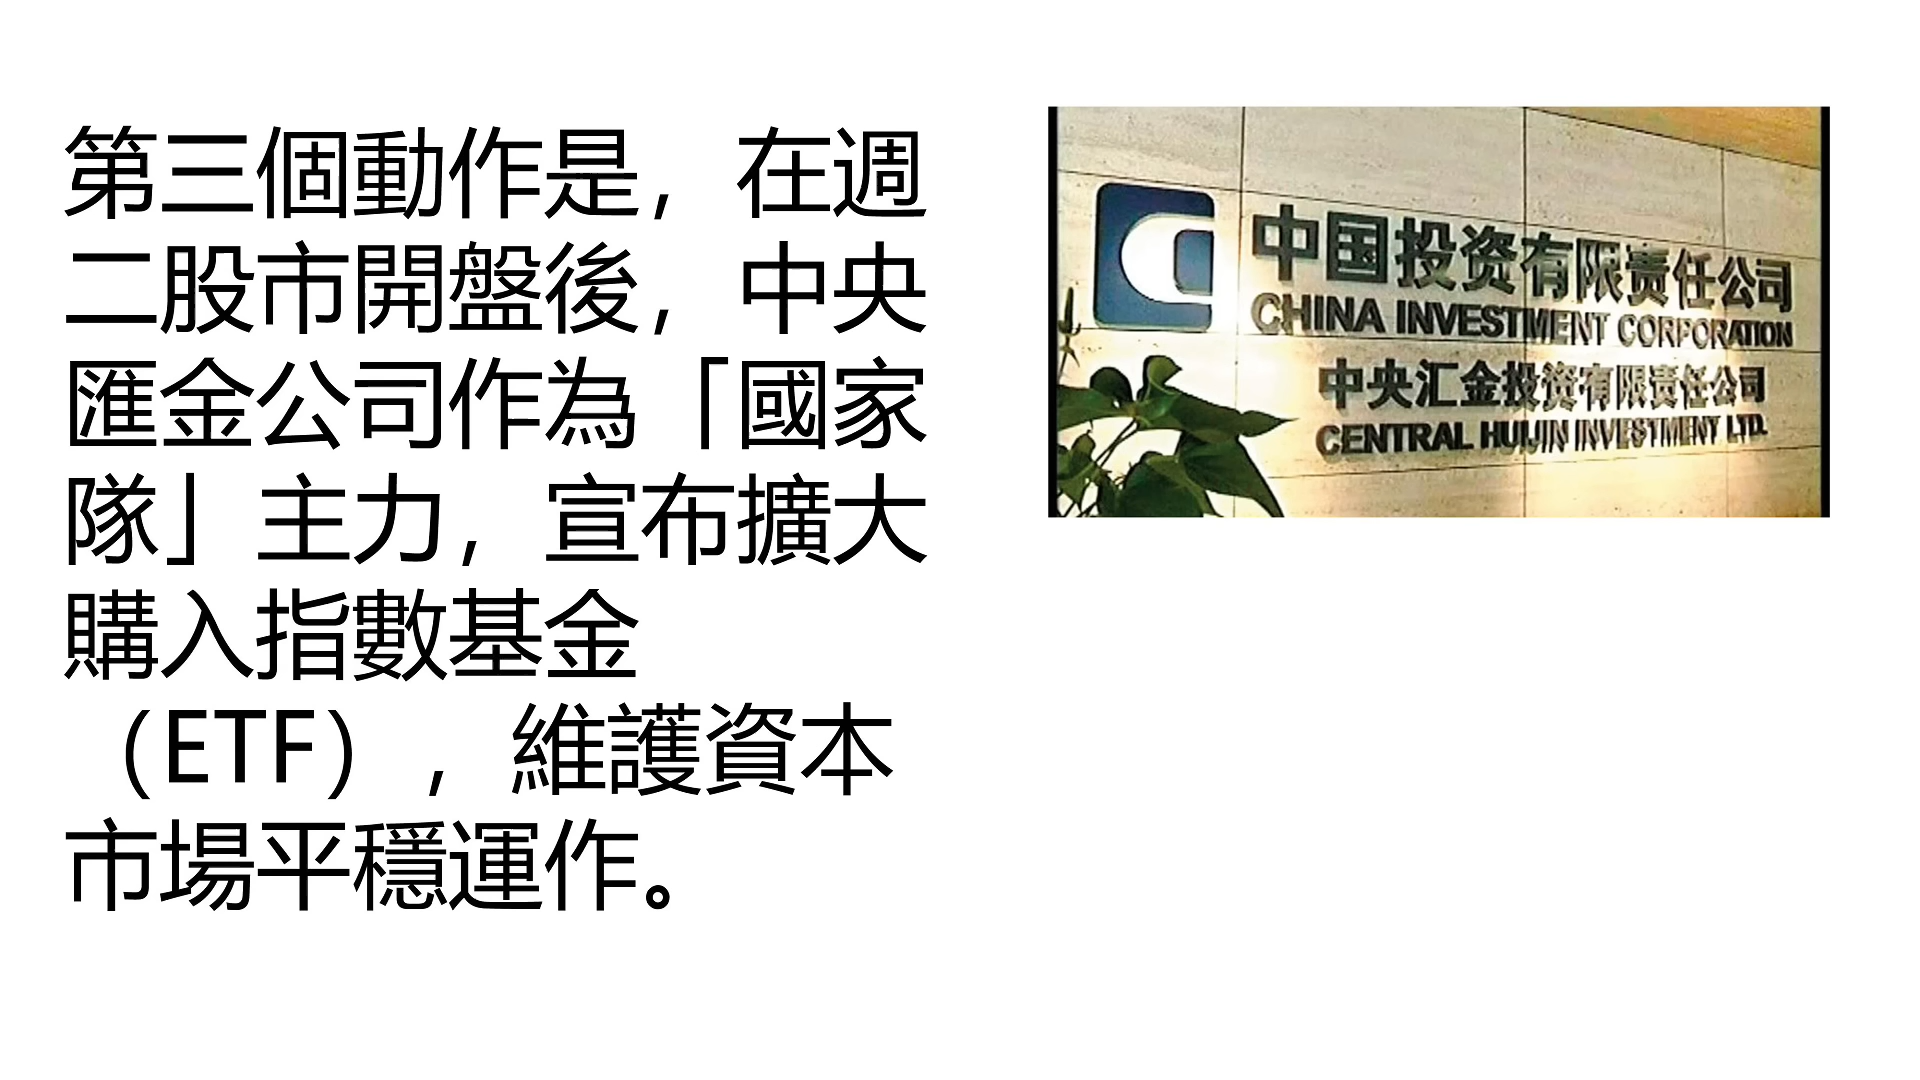 第三個動作是，在週
二股市開盤後，中央
匯金公司作為「國家
隊」主力，宣布擴大
購入指數基金
（ETF），維護資本
市場平穩運作。
中国投资有限责任公司
CHINA INVESTMENT CORPORATION
中央汇金投资有限责任公司
CENTRAL HUIJIN INVESTMENT LTD.